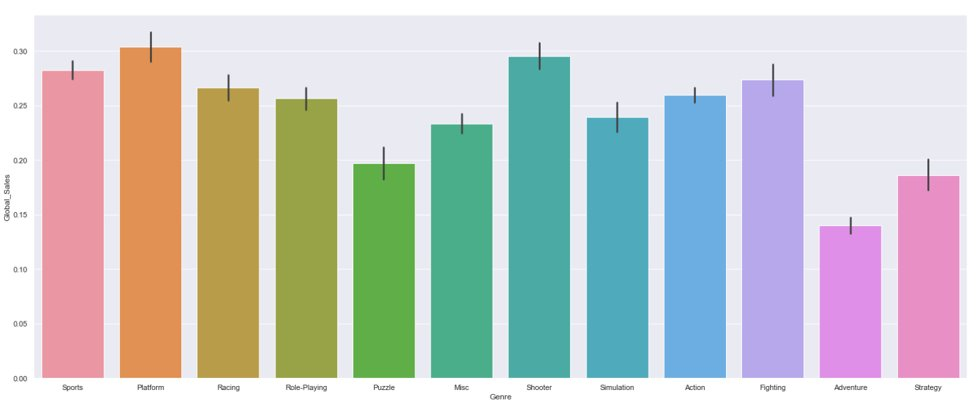 0.30
0.25
0.20
0.15
0.10
0.05
0.00
Global_Sales
Sports Platform Racing Role-Playing Puzzle Misc Shooter Simulation Action Fighting Adventure Strategy
Genre